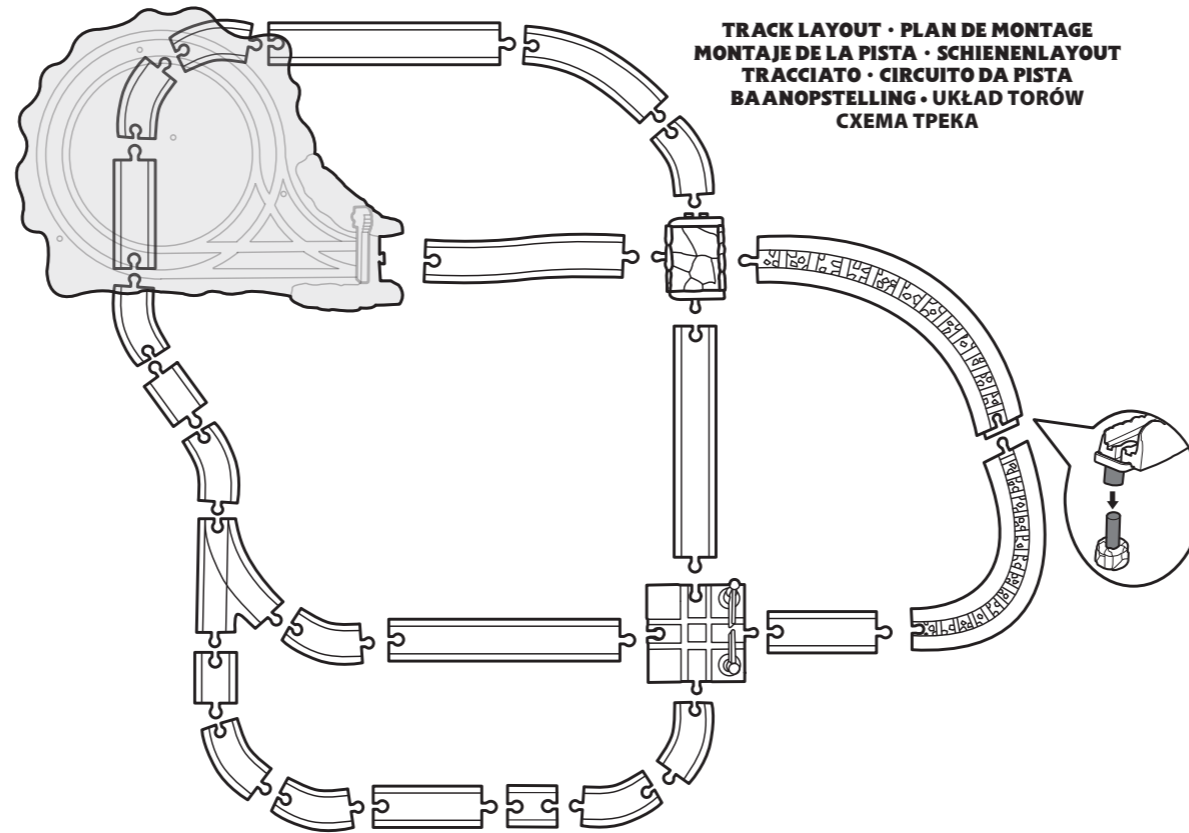 TRACK LAYOUT · PLAN DE MONTAGE
MONTAJE DE LA PISTA · SCHIENENLAYOUT
TRACCIATO · CIRCUITO DA PISTA
BAANOPSTELLING · UKŁAD TORÓW
СХЕМА ТРЕКА